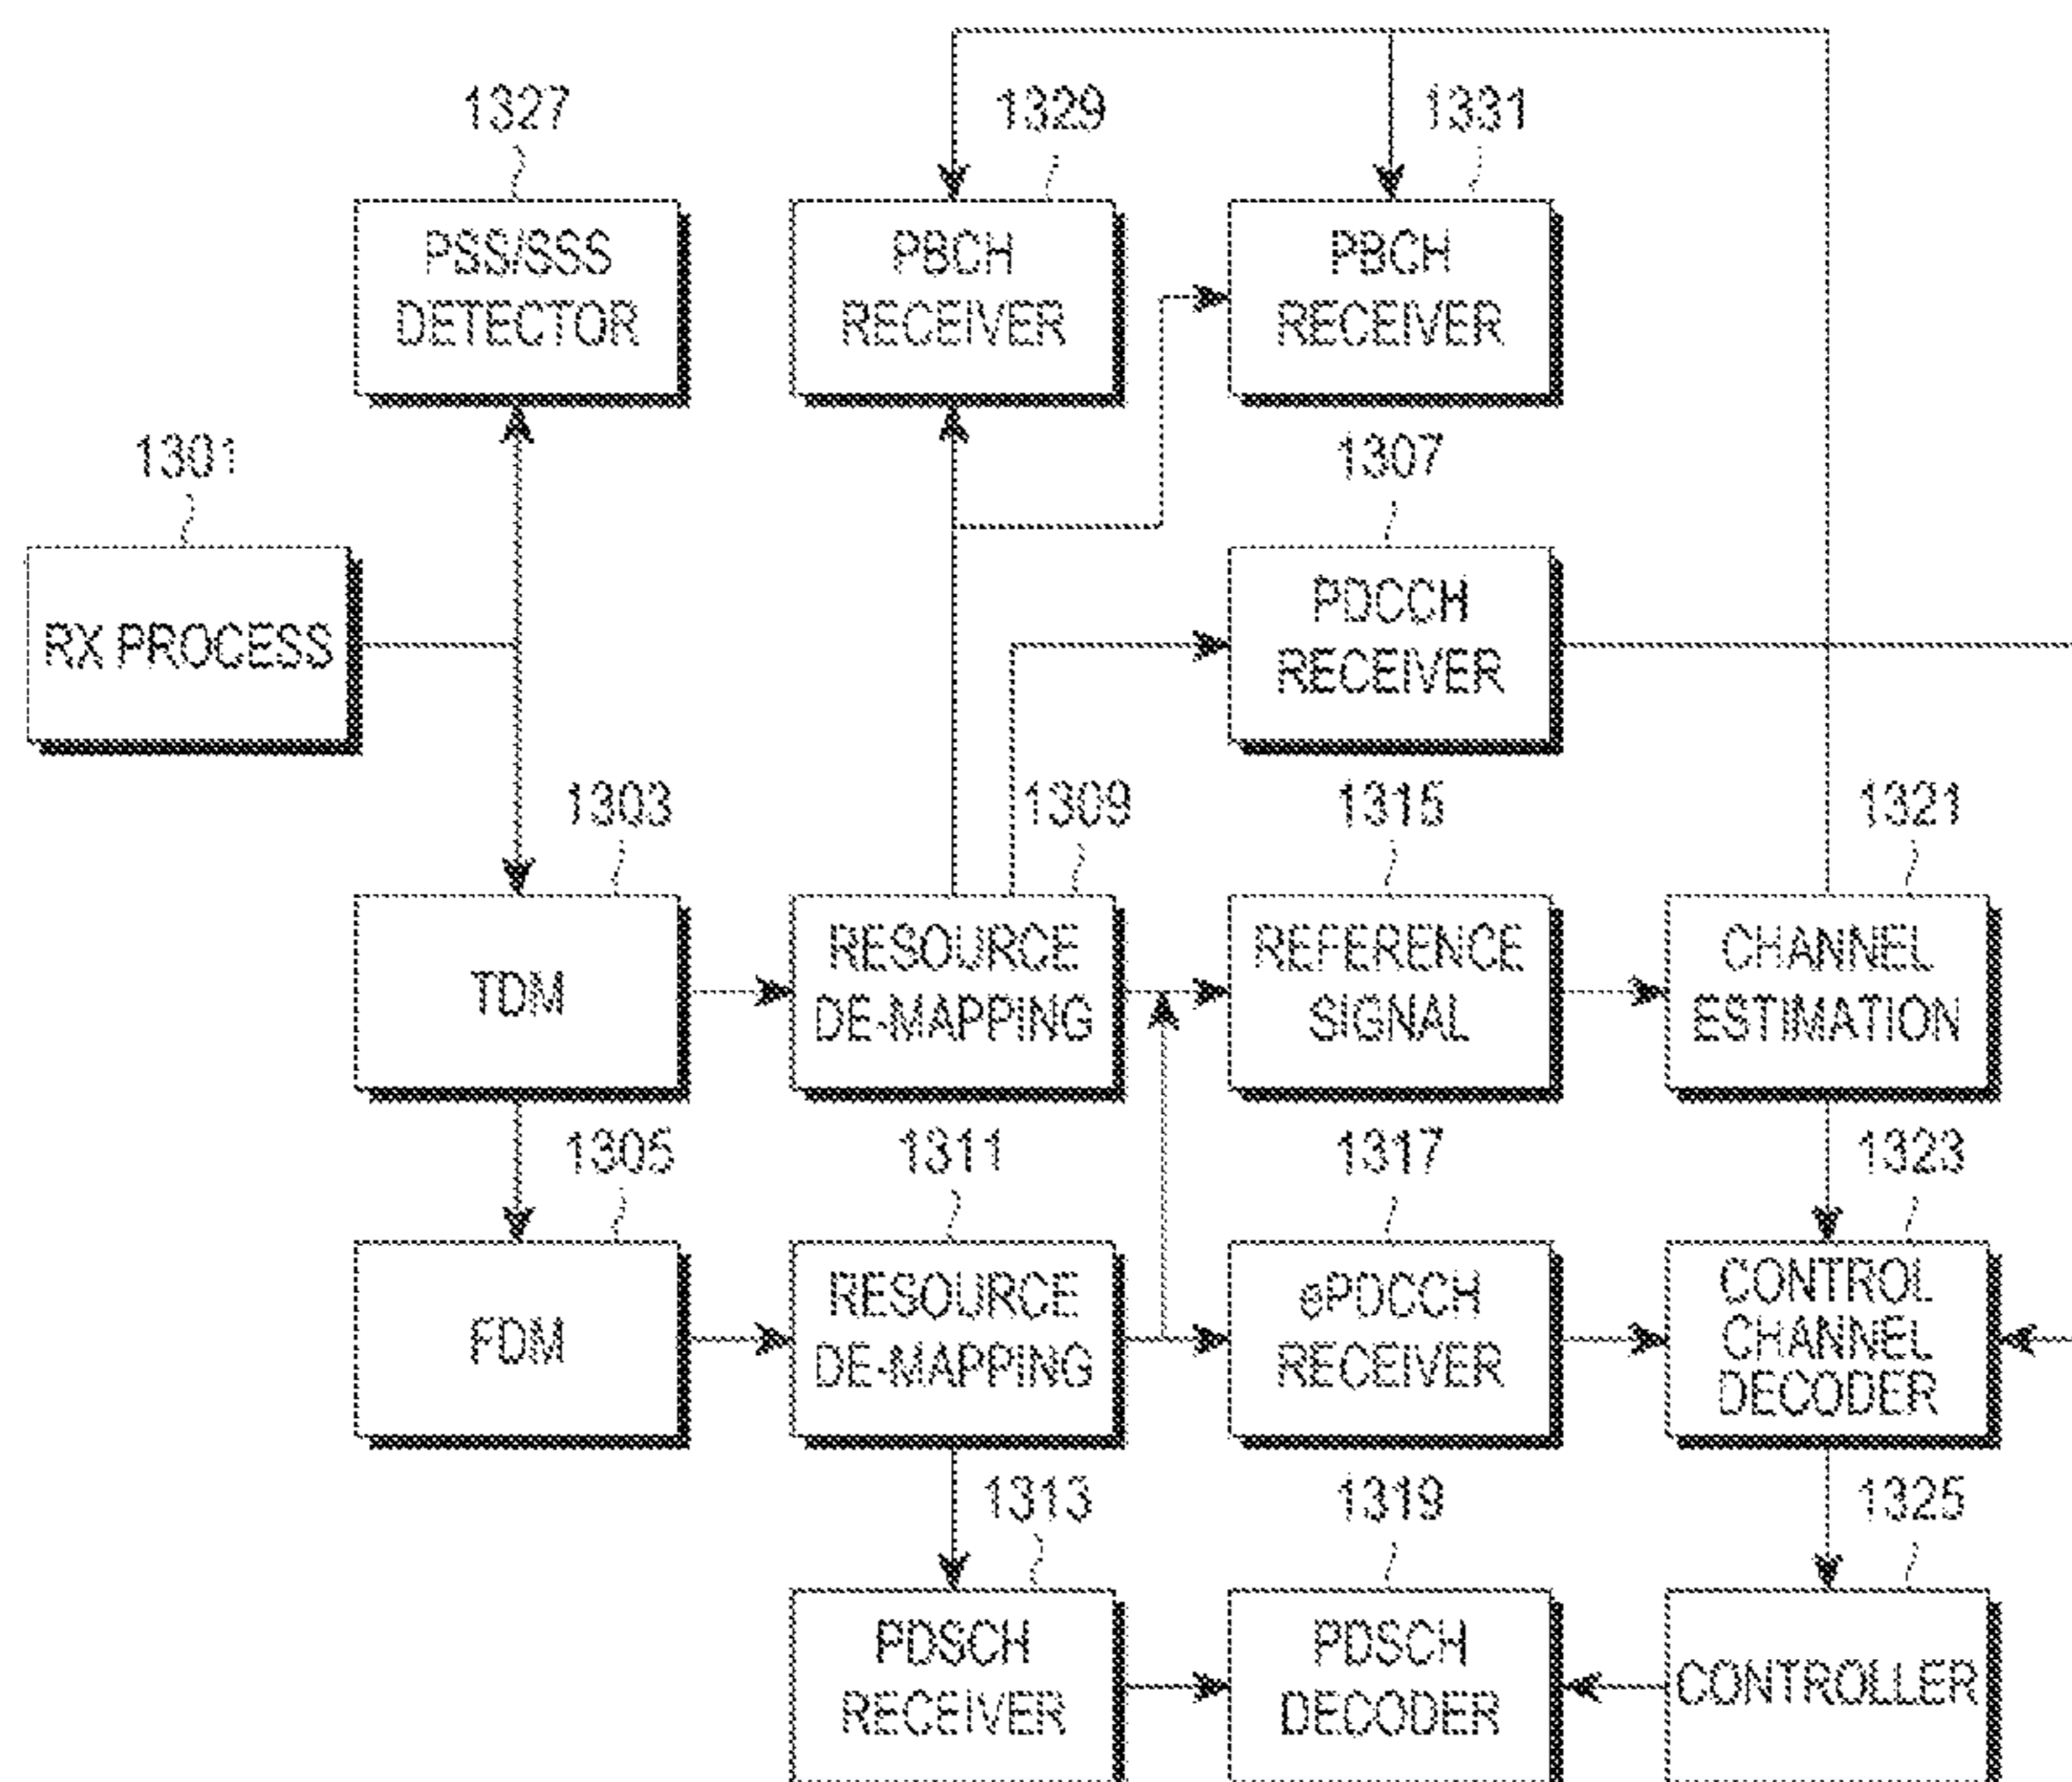 1327
1329
1331
PSS/SSS
DETECTOR
PBCH
RECEIVER
PBCH
RECEIVER
1301
1307
RX PROCESS
PDCCH
RECEIVER
1303
1309
1315
1321
TDM
RESOURCE
DE-MAPPING
REFERENCE
SIGNAL
CHANNEL
ESTIMATION
1305
1311
1317
1323
FDM
RESOURCE
DE-MAPPING
ePDCCH
RECEIVER
CONTROL
CHANNEL
DECODER
1313
1319
1325
PDSCH
RECEIVER
PDSCH
DECODER
CONTROLLER